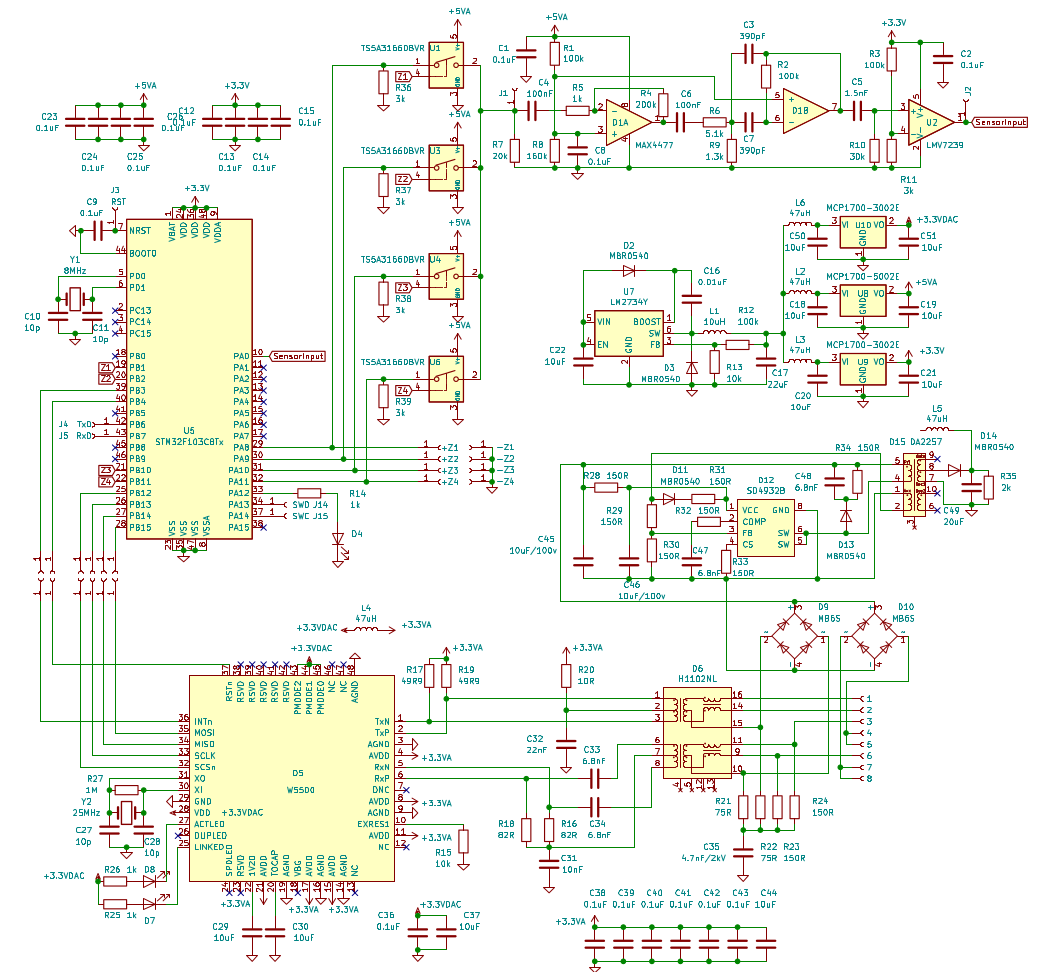 +5VA
TS5A3166DBVR U1
Z1
R36
3k
+5VA
TS5A3166DBVR U3
Z2
R37
3k
+5VA
TS5A3166DBVR U4
Z3
R38
3k
+5VA
TS5A3166DBVR U6
Z4
R39
3k
+5VA
C1
0.1uF
R1
100k
C4
100nF
J1
R5
1k
R4
200k
R7
20k
R8
160k
C8
0.1uF
D1A
MAX4477
C6
100nF
R6
5.1k
R9
1.3k
C3
390pF
R2
100k
C7
390pF
D1B
C5
1.5nF
+3.3V
R3
100k
C2
0.1uF
J2
SensorInput
U2
LMV7239
R10
30k
R11
3k
+5VA
C23
0.1uF
C24
0.1uF
C25
0.1uF
+3.3V
C12
0.1uF
C13
0.1uF
C14
0.1uF
C15
0.1uF
J3
RST
C9
0.1uF
+3.3V
VBAT
VDD
VDD
VDD
VDDA
NRST
BOOT0
PD0
PD1
PC13
PC14
PC15
PB0
PB1
PB2
PB3
PB4
PB5
PB6
PB7
PB8
PB9
PB10
PB11
PB12
PB13
PB14
PB15
PA0
PA1
PA2
PA3
PA4
PA5
PA6
PA7
PA8
PA9
PA10
PA11
PA12
PA13
PA14
PA15
VSS
VSS
VSS
VSSA
U5
STM32F103C8Tx
SensorInput
Y1
8MHz
C10
10p
C11
10p
Z1
Z2
J4 TxD
J5 RxD
Z3
Z4
+Z1
+Z2
+Z3
+Z4
-Z1
-Z2
-Z3
-Z4
SWD J14
SWC J15
R14
1k
D4
D2
MBR0540
U7
LM2734Y
VIN
EN
GND
BOOST
SW
FB
C22
10uF
C16
0.01uF
L1
10uH
R12
100k
D3
MBR0540
R13
10k
C17
22uF
L6
47uH
MCP1700-3002E
VI U10 VO
GND
+3.3VDAC
C50
10uF
C51
10uF
L2
47uH
MCP1700-5002E
VI U8 VO
GND
+5VA
C18
10uF
C19
10uF
L3
47uH
MCP1700-3002E
VI U9 VO
GND
+3.3V
C20
10uF
C21
10uF
L5
47uH
D15 DA2257
D14
MBR0540
R35
2k
C49
20uF
R34 150R
C48
6.8nF
D13
MBR0540
R28 150R
R29
150R
D11
MBR0540
R31
150R
R32
D12
SD4932B
VCC
COMP
FB
CS
GND
SW
SW
R30
150R
C47
6.8nF
R33
150R
C45
10uF/100v
C46
10uF/100v
D9
MB6S
D10
MB6S
L4
47uH
+3.3VDAC
+3.3VA
+3.3VDAC
RSTn
RSVD
RSVD
RSVD
RSVD
RSVD
PMODE2
PMODE1
PMODE0
NC
NC
AGND
INTn
MOSI
MISO
SCLK
SCSn
XO
XI
GND
VDD
ACTLED
DUPLED
LINKED
D5
W5500
TxN
TxP
AGND
AVDD
RxN
RxP
DNC
AVDD
AGND
EXRES1
AVDD
NC
SPDLED
RSVD
1V2O
AVDD
TOCAP
AGND
VBG
AVDD
AGND
AVDD
AGND
NC
+3.3VDAC
+3.3VA
+3.3VA
+3.3VA
+3.3VA
+3.3VA
+3.3VA
R27
1M
Y2
25MHz
C27
10p
C28
10p
+3.3VDAC
R26 1k
D8
R25 1k
D7
C29
10uF
C30
10uF
+3.3VDAC
C36
0.1uF
C37
10uF
+3.3VA
R17
49R9
R19
49R9
+3.3VA
R20
10R
C32
22nF
C33
6.8nF
C34
6.8nF
R18
82R
R16
82R
C31
10nF
R15
10k
D6
H1102NL
1
2
3
4
5
6
7
8
R21
75R
R24
150R
R22
75R
R23
150R
C35
4.7nF/2kV
C38
0.1uF
C39
0.1uF
C40
0.1uF
C41
0.1uF
C42
0.1uF
C43
0.1uF
C44
10uF
+3.3VA